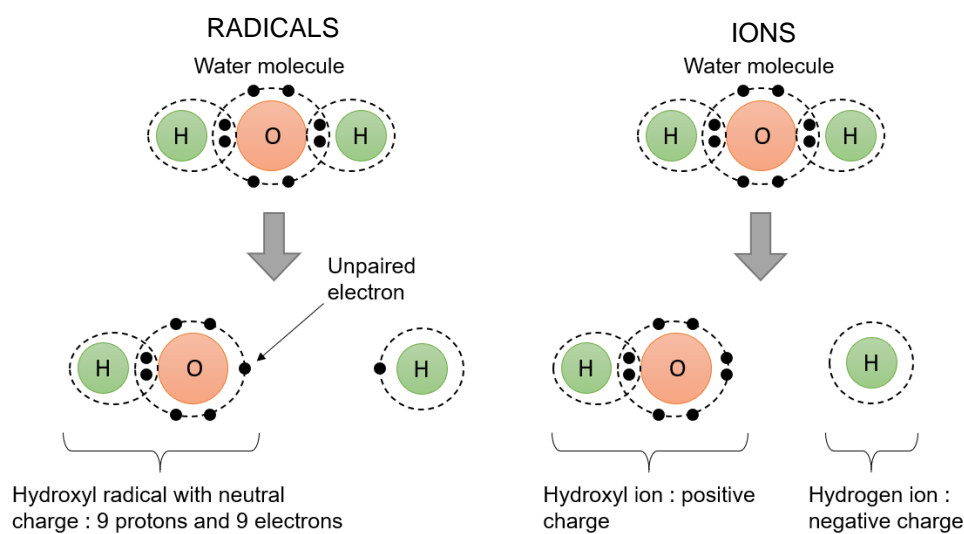 RADICALS
Water molecule
H
O
H
Unpaired
electron
H
O
H
Hydroxyl radical with neutral
charge : 9 protons and 9 electrons
IONS
Water molecule
H
O
H
H
O
H
Hydroxyl ion : positive
charge
Hydrogen ion :
negative charge